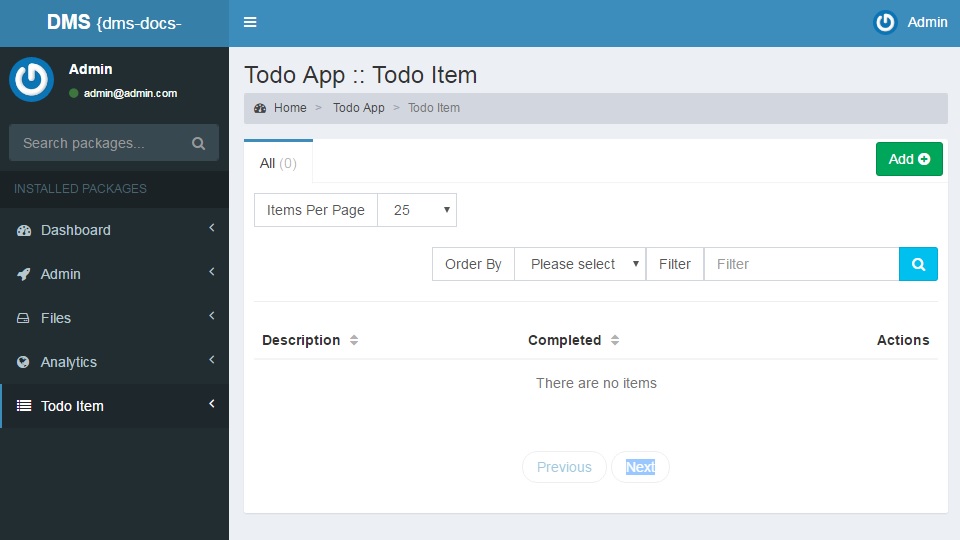 DMS {dms-docs-
Admin
Admin
admin@admin.com
Search packages...
INSTALLED PACKAGES
Dashboard
Admin
Files
Analytics
Todo Item
Todo App :: Todo Item
Home > Todo App > Todo Item
All (0)
Add
Items Per Page 25
Order By Please select Filter Filter
Description Completed Actions
There are no items
Previous Next